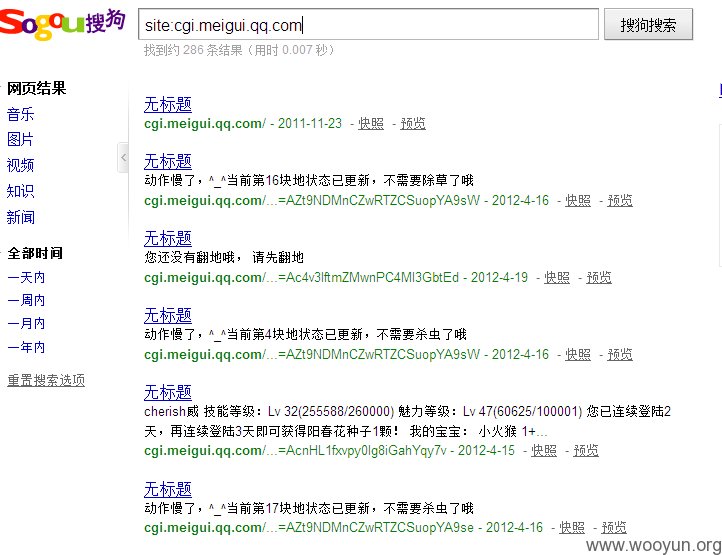 Sogou搜狗
site:cgi.meigui.qq.com
搜狗搜索
找到约 286 条结果（用时 0.007 秒）
网页结果
音乐
图片
视频
知识
新闻
全部时间
一天内
一周内
一月内
一年内
重置搜索选项
无标题
cgi.meigui.qq.com/ - 2011-11-23 - 快照 - 预览
无标题
动作慢了，^_^当前第16块地状态已更新，不需要除草了哦
cgi.meigui.qq.com/...=AZt9NDMnCZwRTZCSuopYA9sW - 2012-4-16 - 快照 - 预览
无标题
您还没有翻地哦， 请先翻地
cgi.meigui.qq.com/...=Ac4v3lftmZMwnPC4Ml3GbtEd - 2012-4-19 - 快照 - 预览
无标题
动作慢了，^_^当前第4块地状态已更新，不需要杀虫了哦
cgi.meigui.qq.com/...=AZt9NDMnCZwRTZCSuopYA9sW - 2012-4-16 - 快照 - 预览
无标题
cherish威 技能等级：Lv 32(255588/260000) 魅力等级：Lv 47(60625/100001) 您已连续登陆2
天，再连续登陆3天即可获得阳春花种子1颗！ 我的宝宝： 小火猴 1+...
cgi.meigui.qq.com/...=AcnHL1fxvpy0lg8iGahYqy7v - 2012-4-15 - 快照 - 预览
无标题
动作慢了，^_^当前第17块地状态已更新，不需要杀虫了哦
cgi.meigui.qq.com/...=AZt9NDMnCZwRTZCSuopYA9se - 2012-4-16 - 快照 - 预览
www.wooyun.org